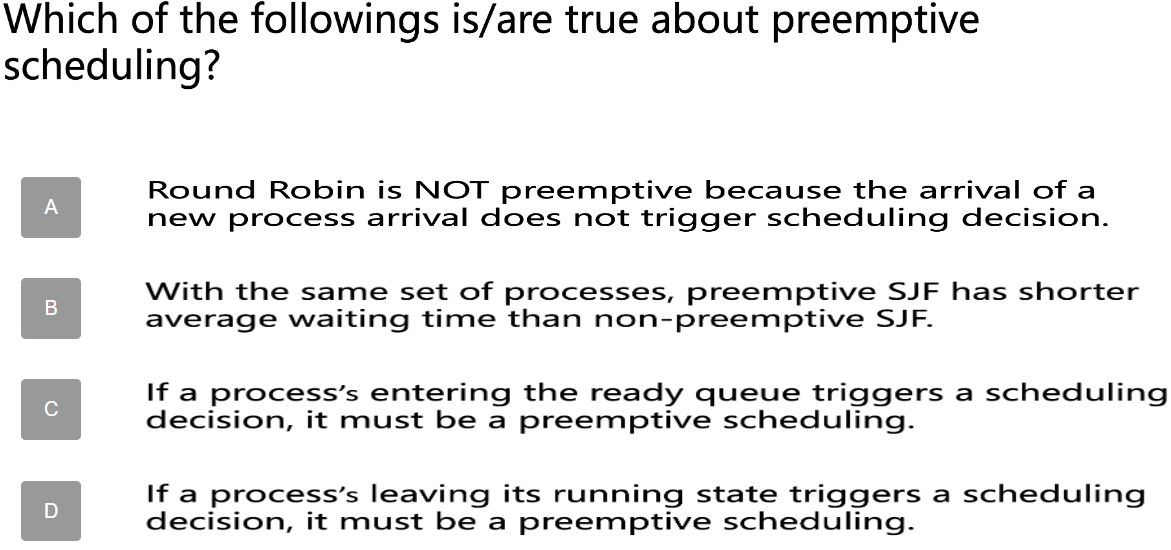 Which of the followings is/are true about preemptive
scheduling?
A
Round Robin is NOT preemptive because the arrival of a
new process arrival does not trigger scheduling decision.
B
With the same set of processes, preemptive SJF has shorter
average waiting time than non-preemptive SJF.
C
If a process’s entering the ready queue triggers a scheduling
decision, it must be a preemptive scheduling.
D
If a process’s leaving its running state triggers a scheduling
decision, it must be a preemptive scheduling.